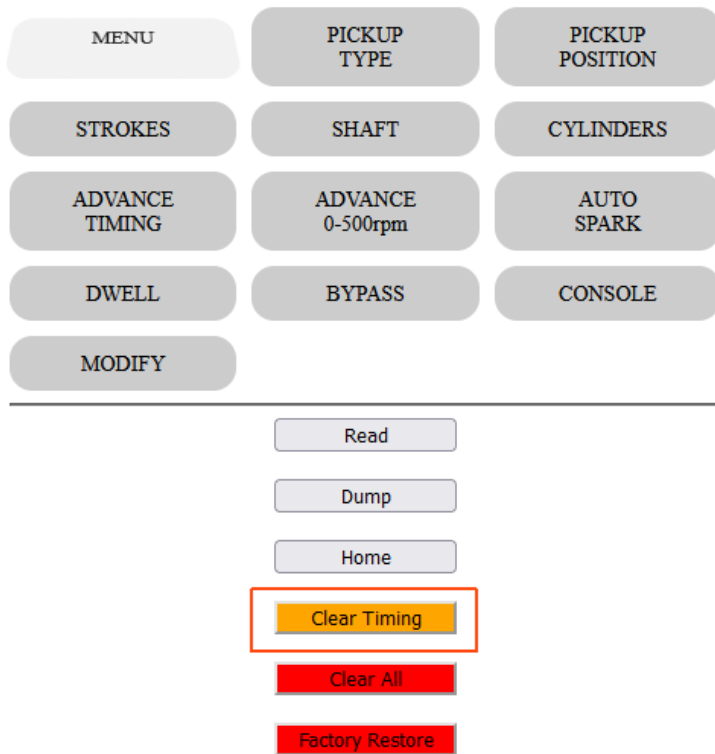 MENU
PICKUP
TYPE
PICKUP
POSITION
STROKES
SHAFT
CYLINDERS
ADVANCE
TIMING
ADVANCE
0-500rpm
AUTO
SPARK
DWELL
BYPASS
CONSOLE
MODIFY
Read
Dump
Home
Clear Timing
Clear All
Factory Restore